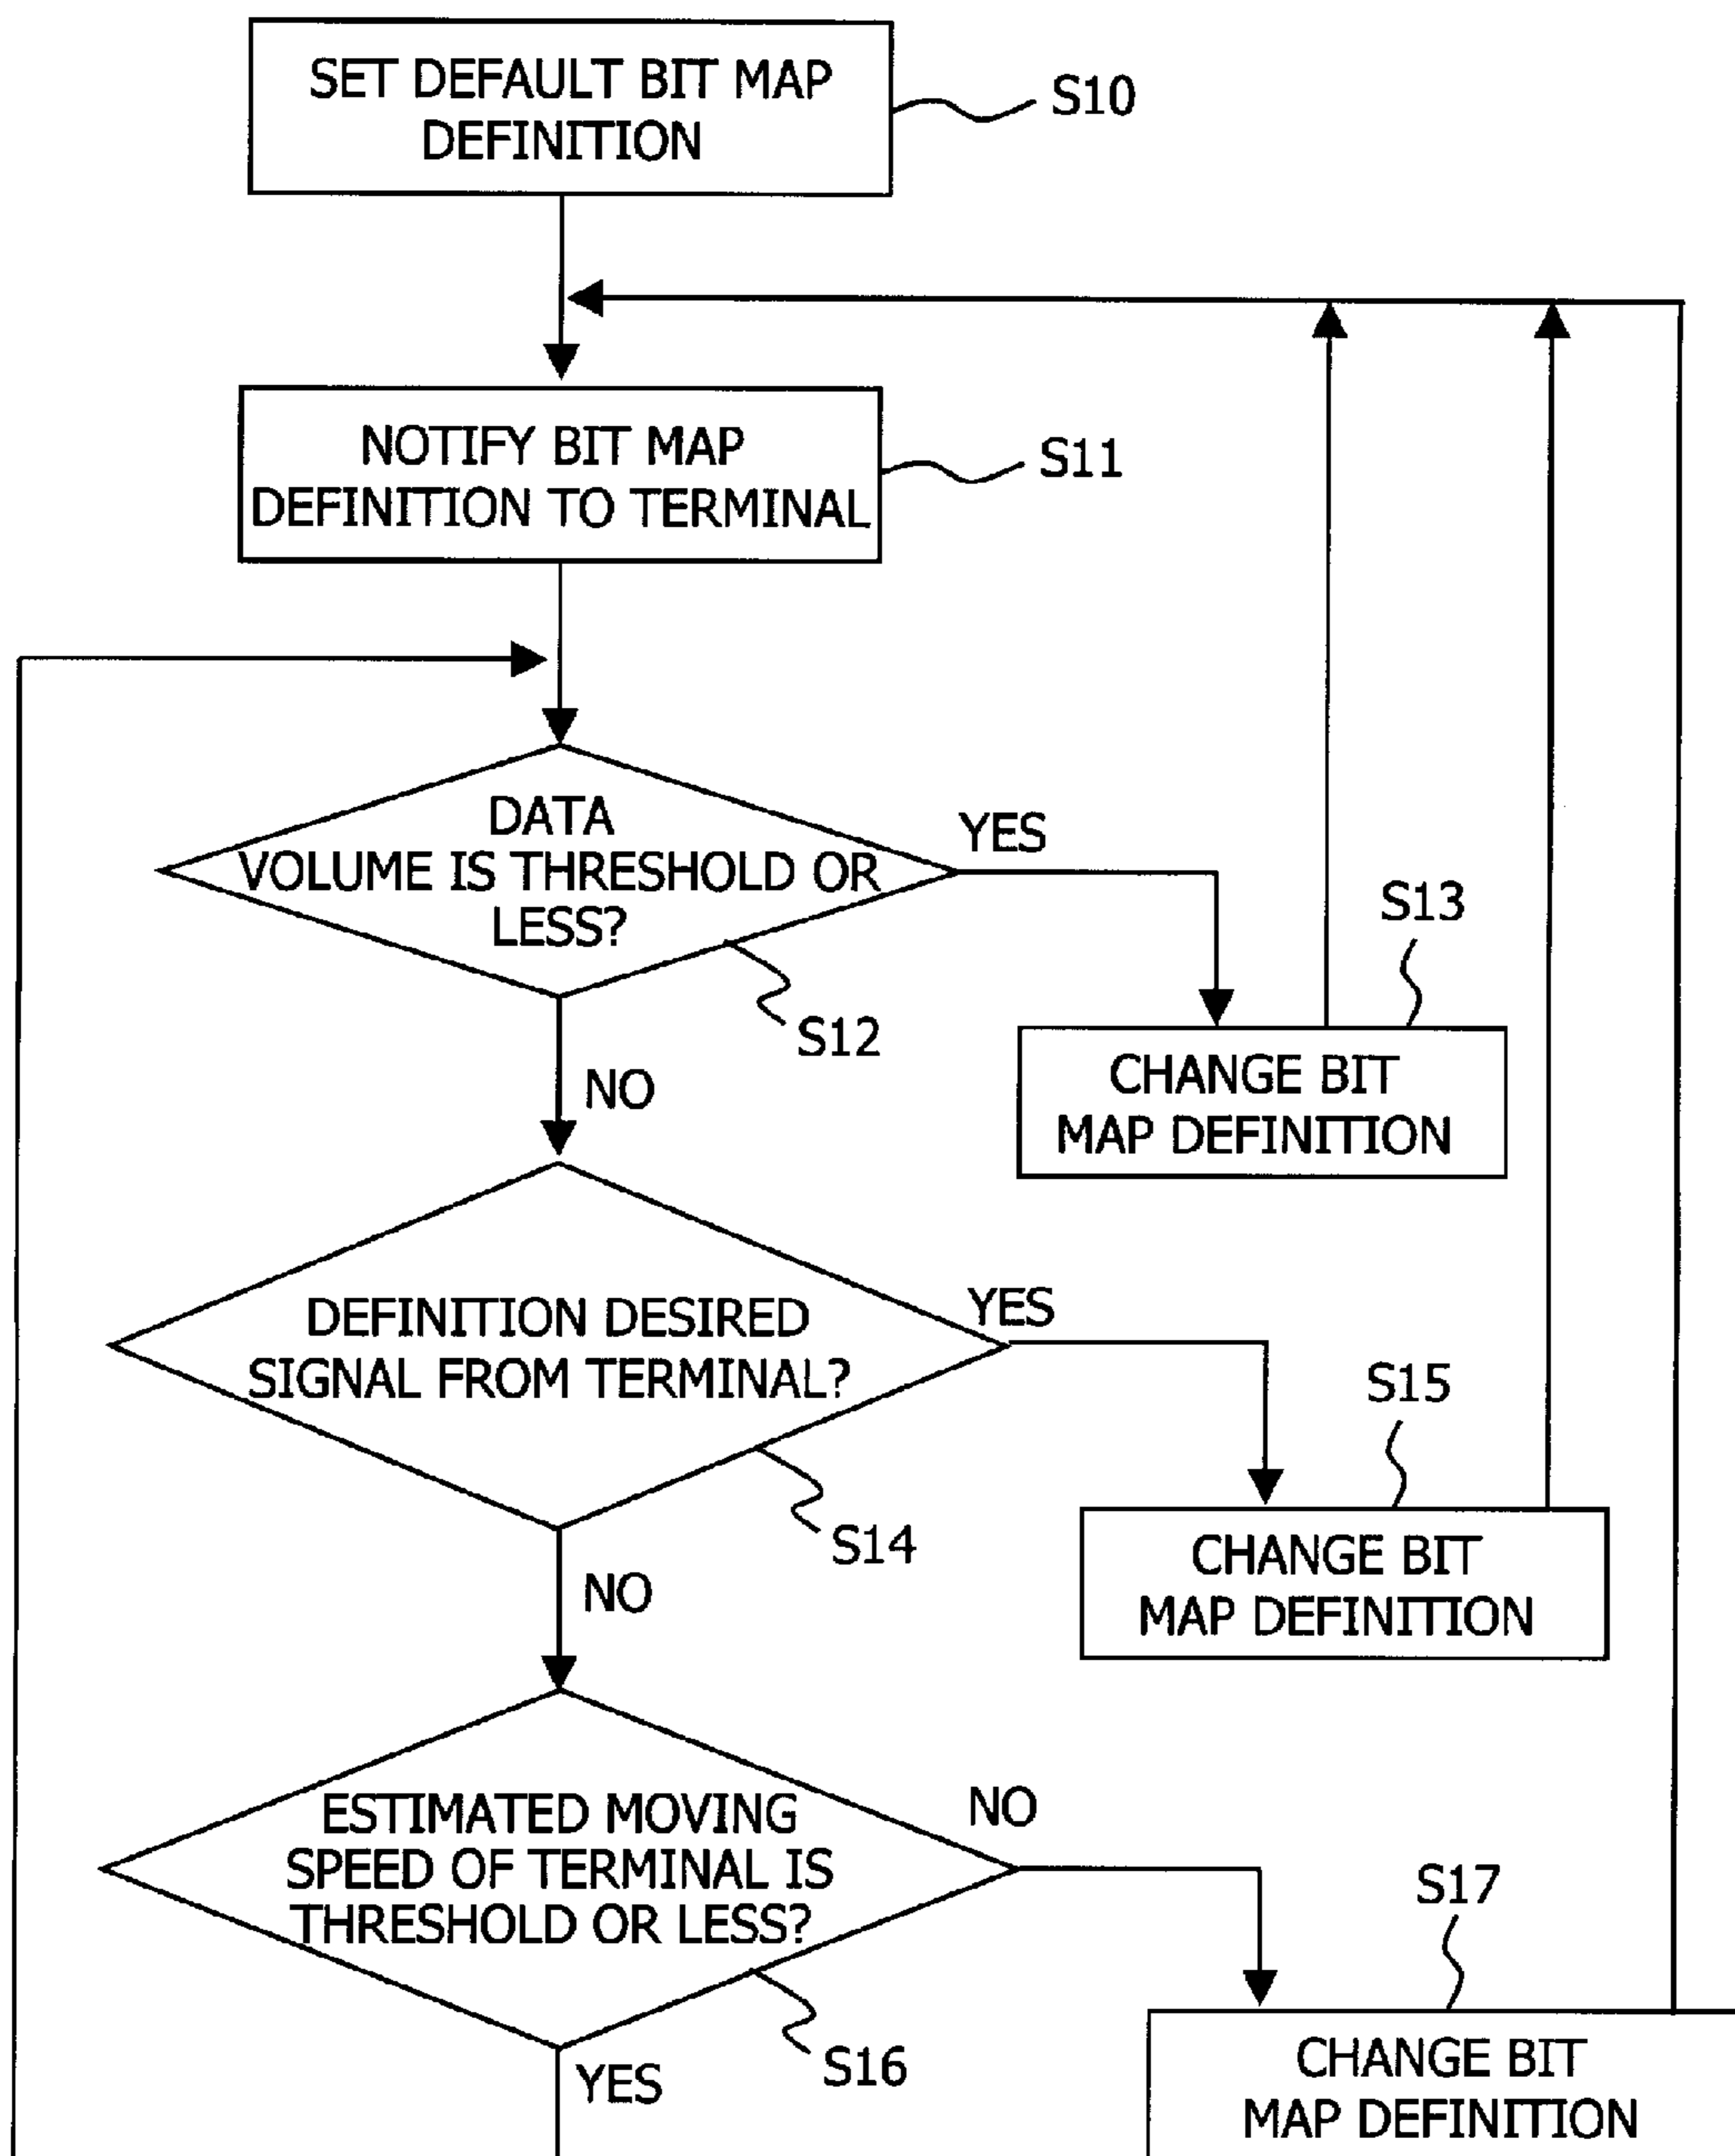 SET DEFAULT BIT MAP
DEFINITION
S10
NOTIFY BIT MAP
DEFINITION TO TERMINAL
S11
DATA
VOLUME IS THRESHOLD OR
LESS?
YES
S12
NO
S13
CHANGE BIT
MAP DEFINITION
DEFINITION DESIRED
SIGNAL FROM TERMINAL?
YES
S14
NO
S15
CHANGE BIT
MAP DEFINITION
ESTIMATED MOVING
SPEED OF TERMINAL IS
THRESHOLD OR LESS?
NO
S16
YES
S17
CHANGE BIT
MAP DEFINITION